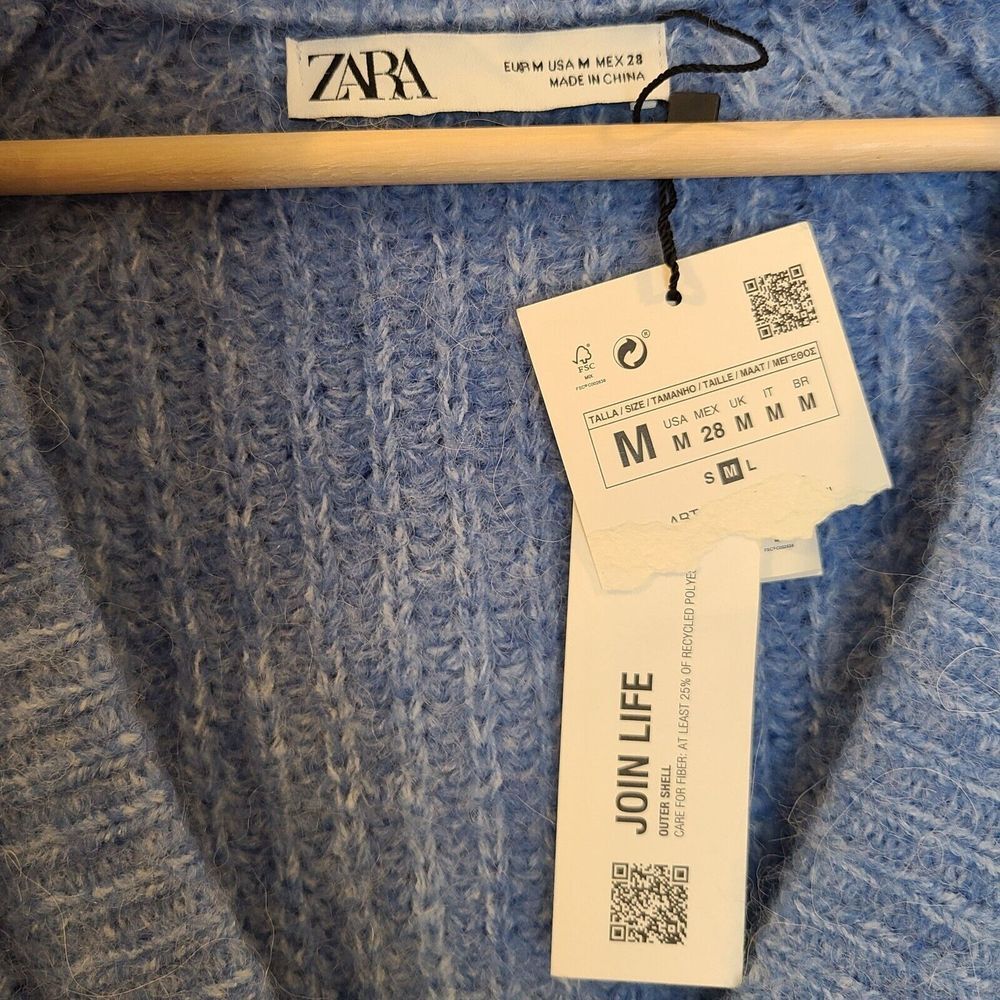 ZARA
EUR M USA M MEX 28
MADE IN CHINA
FSC
MIX
TALLA / SIZE / TAMANHO / TAILLE / MAAT / ΜΕΓΕΘΟΣ
M
USA MEX UK IT BR
M 28 M M M
S M L
JOIN LIFE
OUTER SHELL
CARE FOR FIBER: AT LEAST 25% OF RECYCLED